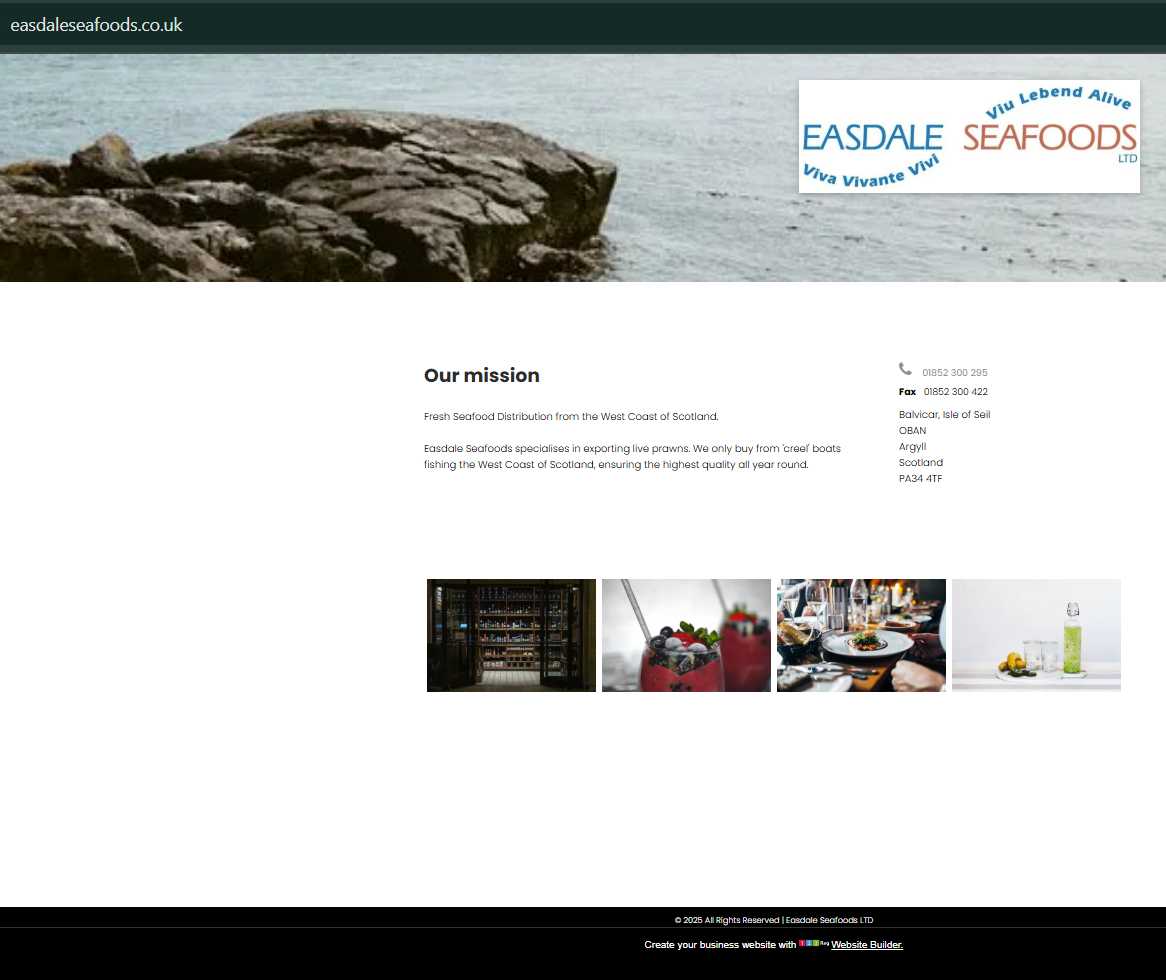 easdaleseafoods.co.uk
Viu Lebend Alive
EASDALE SEAFOODS
LTD
Viva Vivante Vivi
Our mission
Fresh Seafood Distribution from the West Coast of Scotland.
Easdale Seafoods specialises in exporting live prawns. We only buy from 'creel' boats
fishing the West Coast of Scotland, ensuring the highest quality all year round.
01852 300 295
Fax 01852 300 422
Balvicar, Isle of Seil
OBAN
Argyll
Scotland
PA34 4TF
© 2025 All Rights Reserved | Easdale Seafoods LTD
Create your business website with 123 Reg Website Builder.